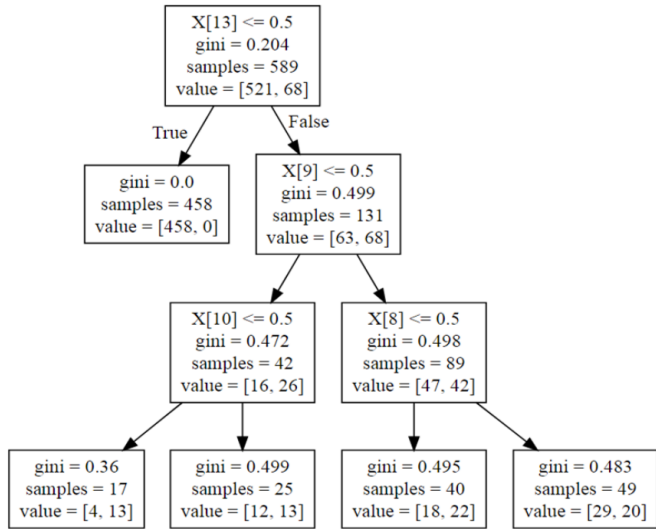 X[13] <= 0.5
gini = 0.204
samples = 589
value = [521, 68]
True
False
gini = 0.0
samples = 458
value = [458, 0]
X[9] <= 0.5
gini = 0.499
samples = 131
value = [63, 68]
X[10] <= 0.5
gini = 0.472
samples = 42
value = [16, 26]
X[8] <= 0.5
gini = 0.498
samples = 89
value = [47, 42]
gini = 0.36
samples = 17
value = [4, 13]
gini = 0.499
samples = 25
value = [12, 13]
gini = 0.495
samples = 40
value = [18, 22]
gini = 0.483
samples = 49
value = [29, 20]